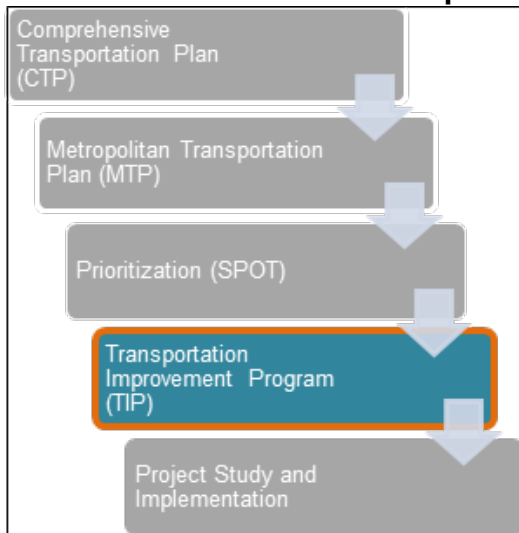 Comprehensive
Transportation Plan
(CTP)
Metropolitan Transportation
Plan (MTP)
Prioritization (SPOT)
Transportation
Improvement Program
(TIP)
Project Study and
Implementation